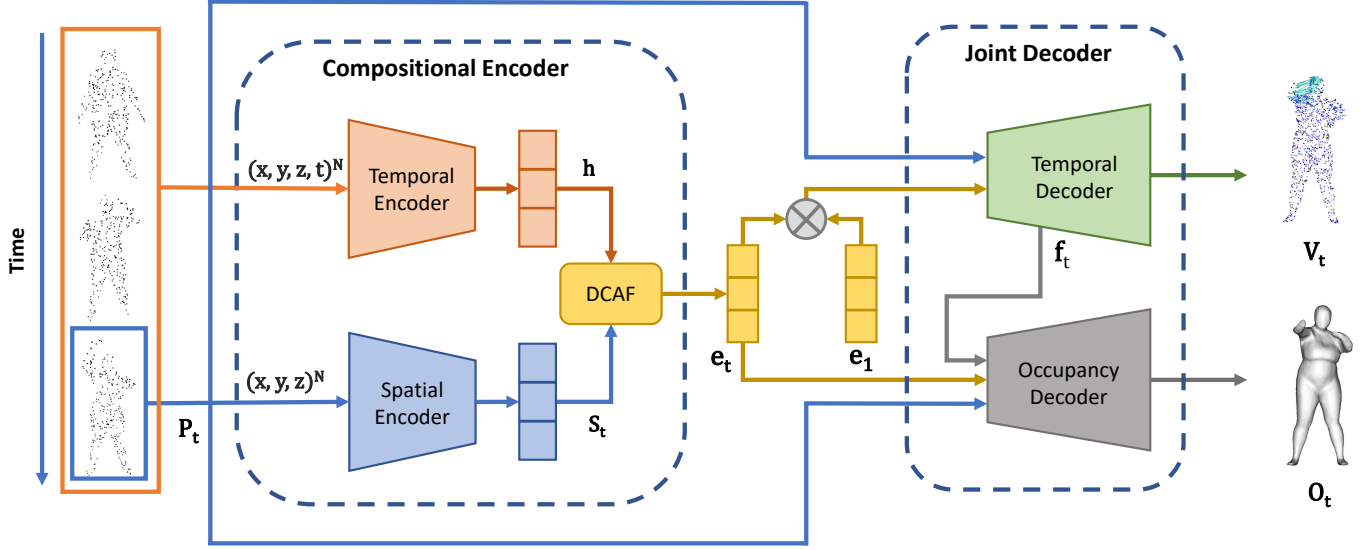 Time
P_t
Compositional Encoder
(x, y, z, t)^N
Temporal
Encoder
h
DCAF
(x, y, z)^N
Spatial
Encoder
S_t
e_t
e_1
Joint Decoder
Temporal
Decoder
f_t
Occupancy
Decoder
V_t
O_t